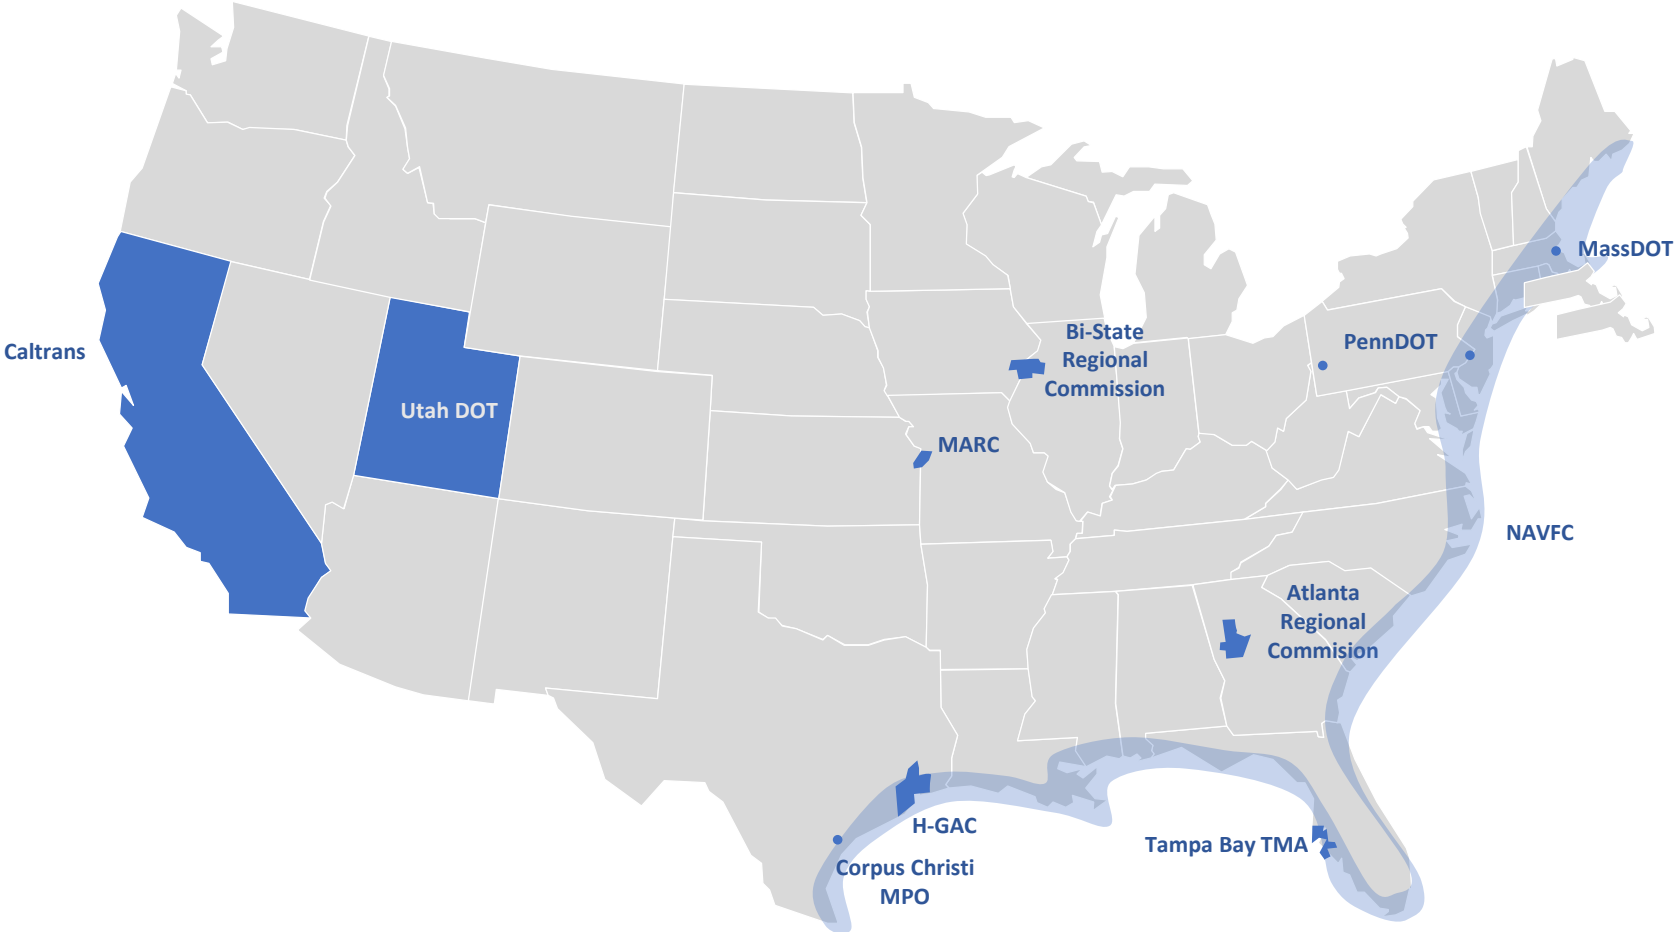 MassDOT
Bi-State
Regional
Commission
PennDOT
Caltrans
Utah DOT
MARC
NAVFC
Atlanta
Regional
Commision
H-GAC
Tampa Bay TMA
Corpus Christi
MPO